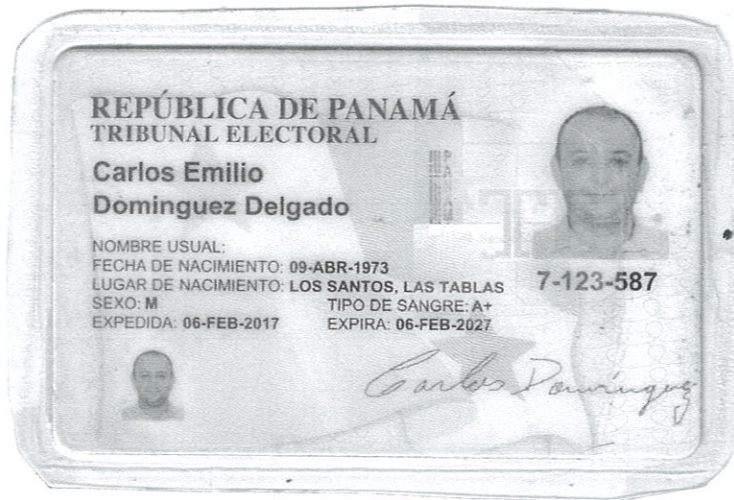 REPÚBLICA DE PANAMÁ
TRIBUNAL ELECTORAL
Carlos Emilio
Dominguez Delgado
NOMBRE USUAL:
FECHA DE NACIMIENTO: 09-ABR-1973
LUGAR DE NACIMIENTO: LOS SANTOS, LAS TABLAS
SEXO: M TIPO DE SANGRE: A+
EXPEDIDA: 06-FEB-2017 EXPIRA: 06-FEB-2027
7-123-587
Carlos Domínguez